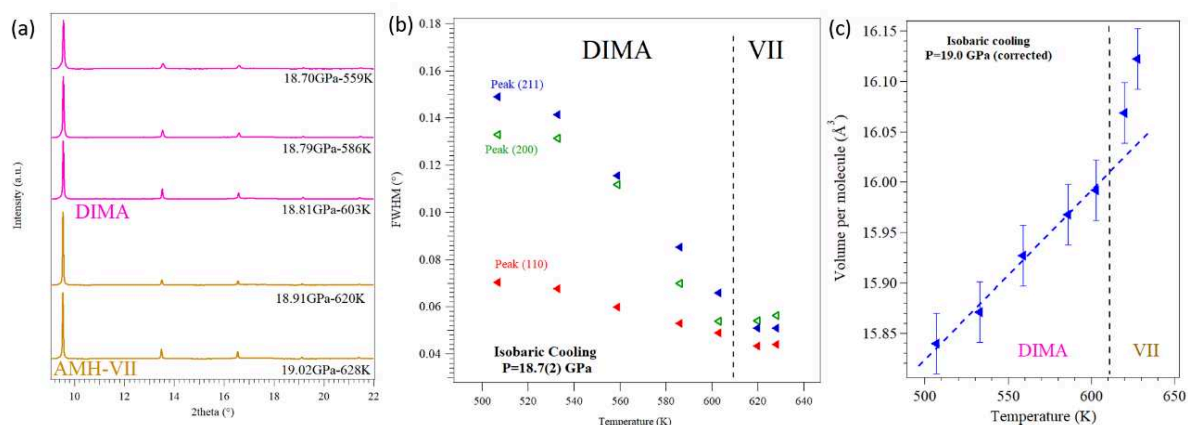 (a)
Intensity (a.u.)
18.70GPa-559K
18.79GPa-586K
DIMA
18.81GPa-603K
18.91GPa-620K
AMH-VII
19.02GPa-628K
10 12 14 16 18 20 22
2theta (°)
(b)
FWHM (°)
0.18
0.16
0.14
0.12
0.10
0.08
0.06
0.04
DIMA VII
Peak (211)
Peak (200)
Peak (110)
Isobaric Cooling
P=18.7(2) GPa
500 520 540 560 580 600 620 640
Temperature (K)
(c)
Volume per molecule (Å³)
16.15
16.10
16.05
16.00
15.95
15.90
15.85
Isobaric cooling
P=19.0 GPa (corrected)
DIMA VII
500 550 600 650
Temperature (K)